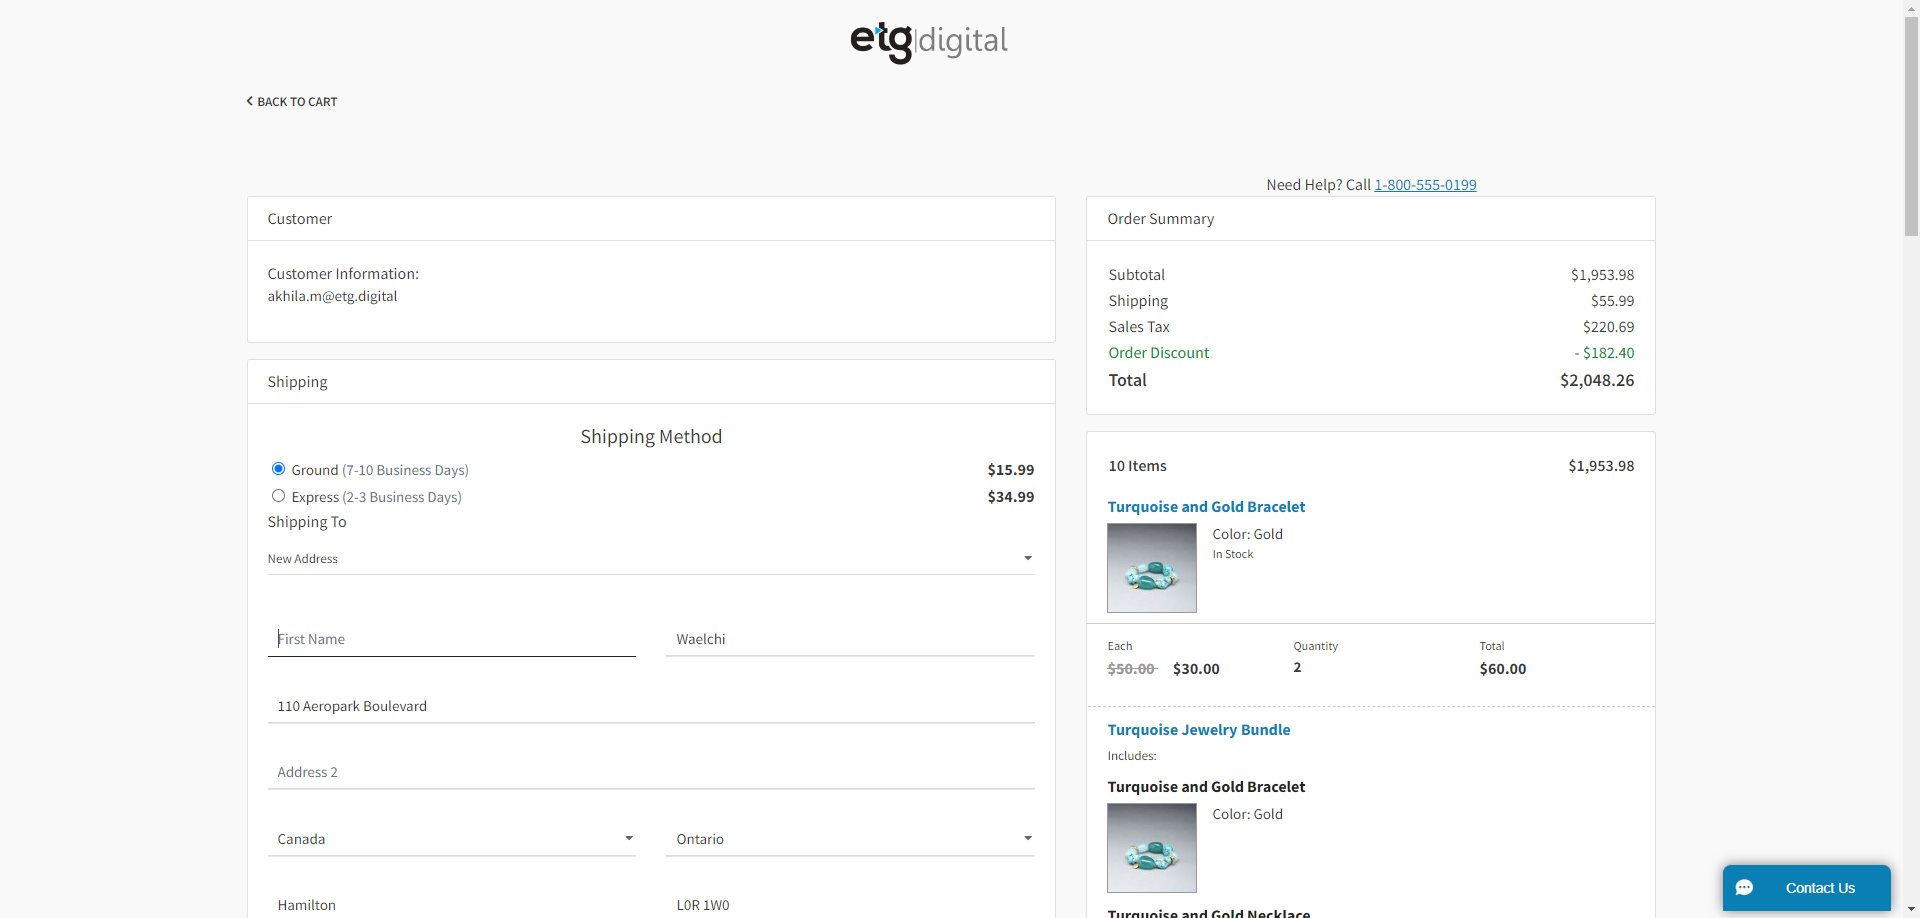 etg|digital
BACK TO CART
Need Help? Call 1-800-555-0199
Customer
Customer Information:
akhila.m@etg.digital
Shipping
Shipping Method
Ground (7-10 Business Days) $15.99
Express (2-3 Business Days) $34.99
Shipping To
New Address
First Name Waelchi
110 Aeropark Boulevard
Address 2
Canada Ontario
Hamilton L0R 1W0
Order Summary
Subtotal $1,953.98
Shipping $55.99
Sales Tax $220.69
Order Discount - $182.40
Total $2,048.26
10 Items $1,953.98
Turquoise and Gold Bracelet
Color: Gold
In Stock
Each Quantity Total
$50.00 $30.00 2 $60.00
Turquoise Jewelry Bundle
Includes:
Turquoise and Gold Bracelet
Color: Gold
Turquoise and Gold Necklace
Contact Us